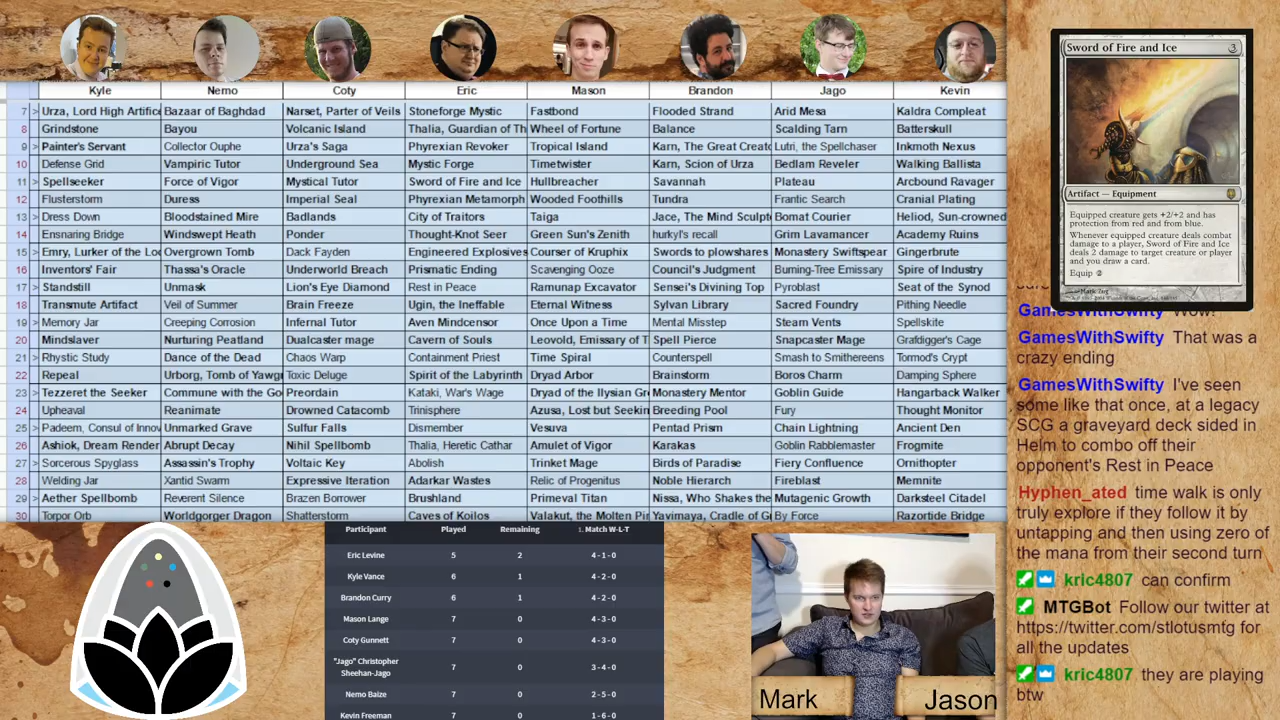 Kyle Nemo Coty Eric Mason Brandon Jago Kevin
7 > Urza, Lord High Artifice Bazaar of Baghdad Narset, Parter of Veils Stoneforge Mystic Fastbond Flooded Strand Arid Mesa Kaldra Compleat
8 Grindstone Bayou Volcanic Island Thalia, Guardian of Th Wheel of Fortune Balance Scalding Tarn Batterskull
9 > Painter's Servant Collector Ouphe Urza's Saga Phyrexian Revoker Tropical Island Karn, The Great Creato Lutri, the Spellchaser Inkmoth Nexus
10 Defense Grid Vampiric Tutor Underground Sea Mystic Forge Timetwister Karn, Scion of Urza Bedlam Reveler Walking Ballista
11 > Spellseeker Force of Vigor Mystical Tutor Sword of Fire and Ice Hullbreacher Savannah Plateau Arcbound Ravager
12 Flusterstorm Duress Imperial Seal Phyrexian Metamorph Wooded Foothills Tundra Frantic Search Cranial Plating
13 > Dress Down Bloodstained Mire Badlands City of Traitors Taiga Jace, The Mind Sculpt Bomat Courier Heliod, Sun-crowned
14 Ensnaring Bridge Windswept Heath Ponder Thought-Knot Seer Green Sun's Zenith hurkyl's recall Grim Lavamancer Academy Ruins
15 > Emry, Lurker of the Loc Overgrown Tomb Dack Fayden Engineered Explosives Courser of Kruphix Swords to plowshares Monastery Swiftspear Gingerbrute
16 Inventors' Fair Thassa's Oracle Underworld Breach Prismatic Ending Scavenging Ooze Council's Judgment Burning-Tree Emissary Spire of Industry
17 > Standstill Unmask Lion's Eye Diamond Rest in Peace Ramunap Excavator Sensei's Divining Top Pyroblast Seat of the Synod
18 Transmute Artifact Veil of Summer Brain Freeze Ugin, the Ineffable Eternal Witness Sylvan Library Sacred Foundry Pithing Needle
19 > Memory Jar Creeping Corrosion Infernal Tutor Aven Mindcensor Once Upon a Time Mental Misstep Steam Vents Spellskite
20 Mindslaver Nurturing Peatland Dualcaster mage Cavern of Souls Leovold, Emissary of T Spell Pierce Snapcaster Mage Grafdigger's Cage
21 > Rhystic Study Dance of the Dead Chaos Warp Containment Priest Time Spiral Counterspell Smash to Smithereens Tormod's Crypt
22 Repeal Urborg, Tomb of Yawg Toxic Deluge Spirit of the Labyrinth Dryad Arbor Brainstorm Boros Charm Damping Sphere
23 > Tezzeret the Seeker Commune with the Go Preordain Kataki, War's Wage Dryad of the Ilysian Gr Monastery Mentor Goblin Guide Hangarback Walker
24 Upheaval Reanimate Drowned Catacomb Trinisphere Azusa, Lost but Seekin Breeding Pool Fury Thought Monitor
25 > Padeem, Consul of Innov Unmarked Grave Sulfur Falls Dismember Vesuva Pentad Prism Chain Lightning Ancient Den
26 Ashiok, Dream Render Abrupt Decay Nihil Spellbomb Thalia, Heretic Cathar Amulet of Vigor Karakas Goblin Rabblemaster Frogmite
27 > Sorcerous Spyglass Assassin's Trophy Voltaic Key Abolish Trinket Mage Birds of Paradise Fiery Confluence Ornithopter
28 Welding Jar Xantid Swarm Expressive Iteration Adarkar Wastes Relic of Progenitus Noble Hierarch Fireblast Memnite
29 > Aether Spellbomb Reverent Silence Brazen Borrower Brushland Primeval Titan Nissa, Who Shakes the Mutagenic Growth Darksteel Citadel
30 Torpor Orb Worldgorger Dragon Shatterstorm Caves of Koilos Valakut, the Molten Pin Yavimaya, Cradle of G By Force Razortide Bridge
Participant Played Remaining 1. Match W-L-T
Eric Levine 5 2 4-1-0
Kyle Vance 6 1 4-2-0
Brandon Curry 6 1 4-2-0
Mason Lange 7 0 4-3-0
Coty Gunnett 7 0 4-3-0
"Jago" Christopher
Sheehan-Jago 7 0 3-4-0
Nemo Baize 7 0 2-5-0
Kevin Freeman 7 0 1-6-0
Mark
Jason
Sword of Fire and Ice 3
Artifact — Equipment
Equipped creature gets +2/+2 and has
protection from red and from blue.
Whenever equipped creature deals combat
damage to a player, Sword of Fire and Ice
deals 2 damage to target creature or player
and you draw a card.
Equip 2
Mark Zug
GamesWithSwifty Wow!
GamesWithSwifty That was a
crazy ending
GamesWithSwifty I've seen
some like that once, at a legacy
SCG a graveyard deck sided in
Helm to combo off their
opponent's Rest in Peace
Hyphen_ated time walk is only
truly explore if they follow it by
untapping and then using zero of
the mana from their second turn
kric4807 can confirm
MTGBot Follow our twitter at
https://twitter.com/stlotusmtg for
all the updates
kric4807 they are playing
btw